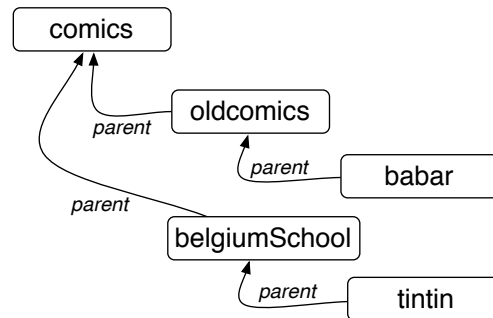 comics
parent
oldcomics
parent
babar
parent
belgiumSchool
parent
tintin